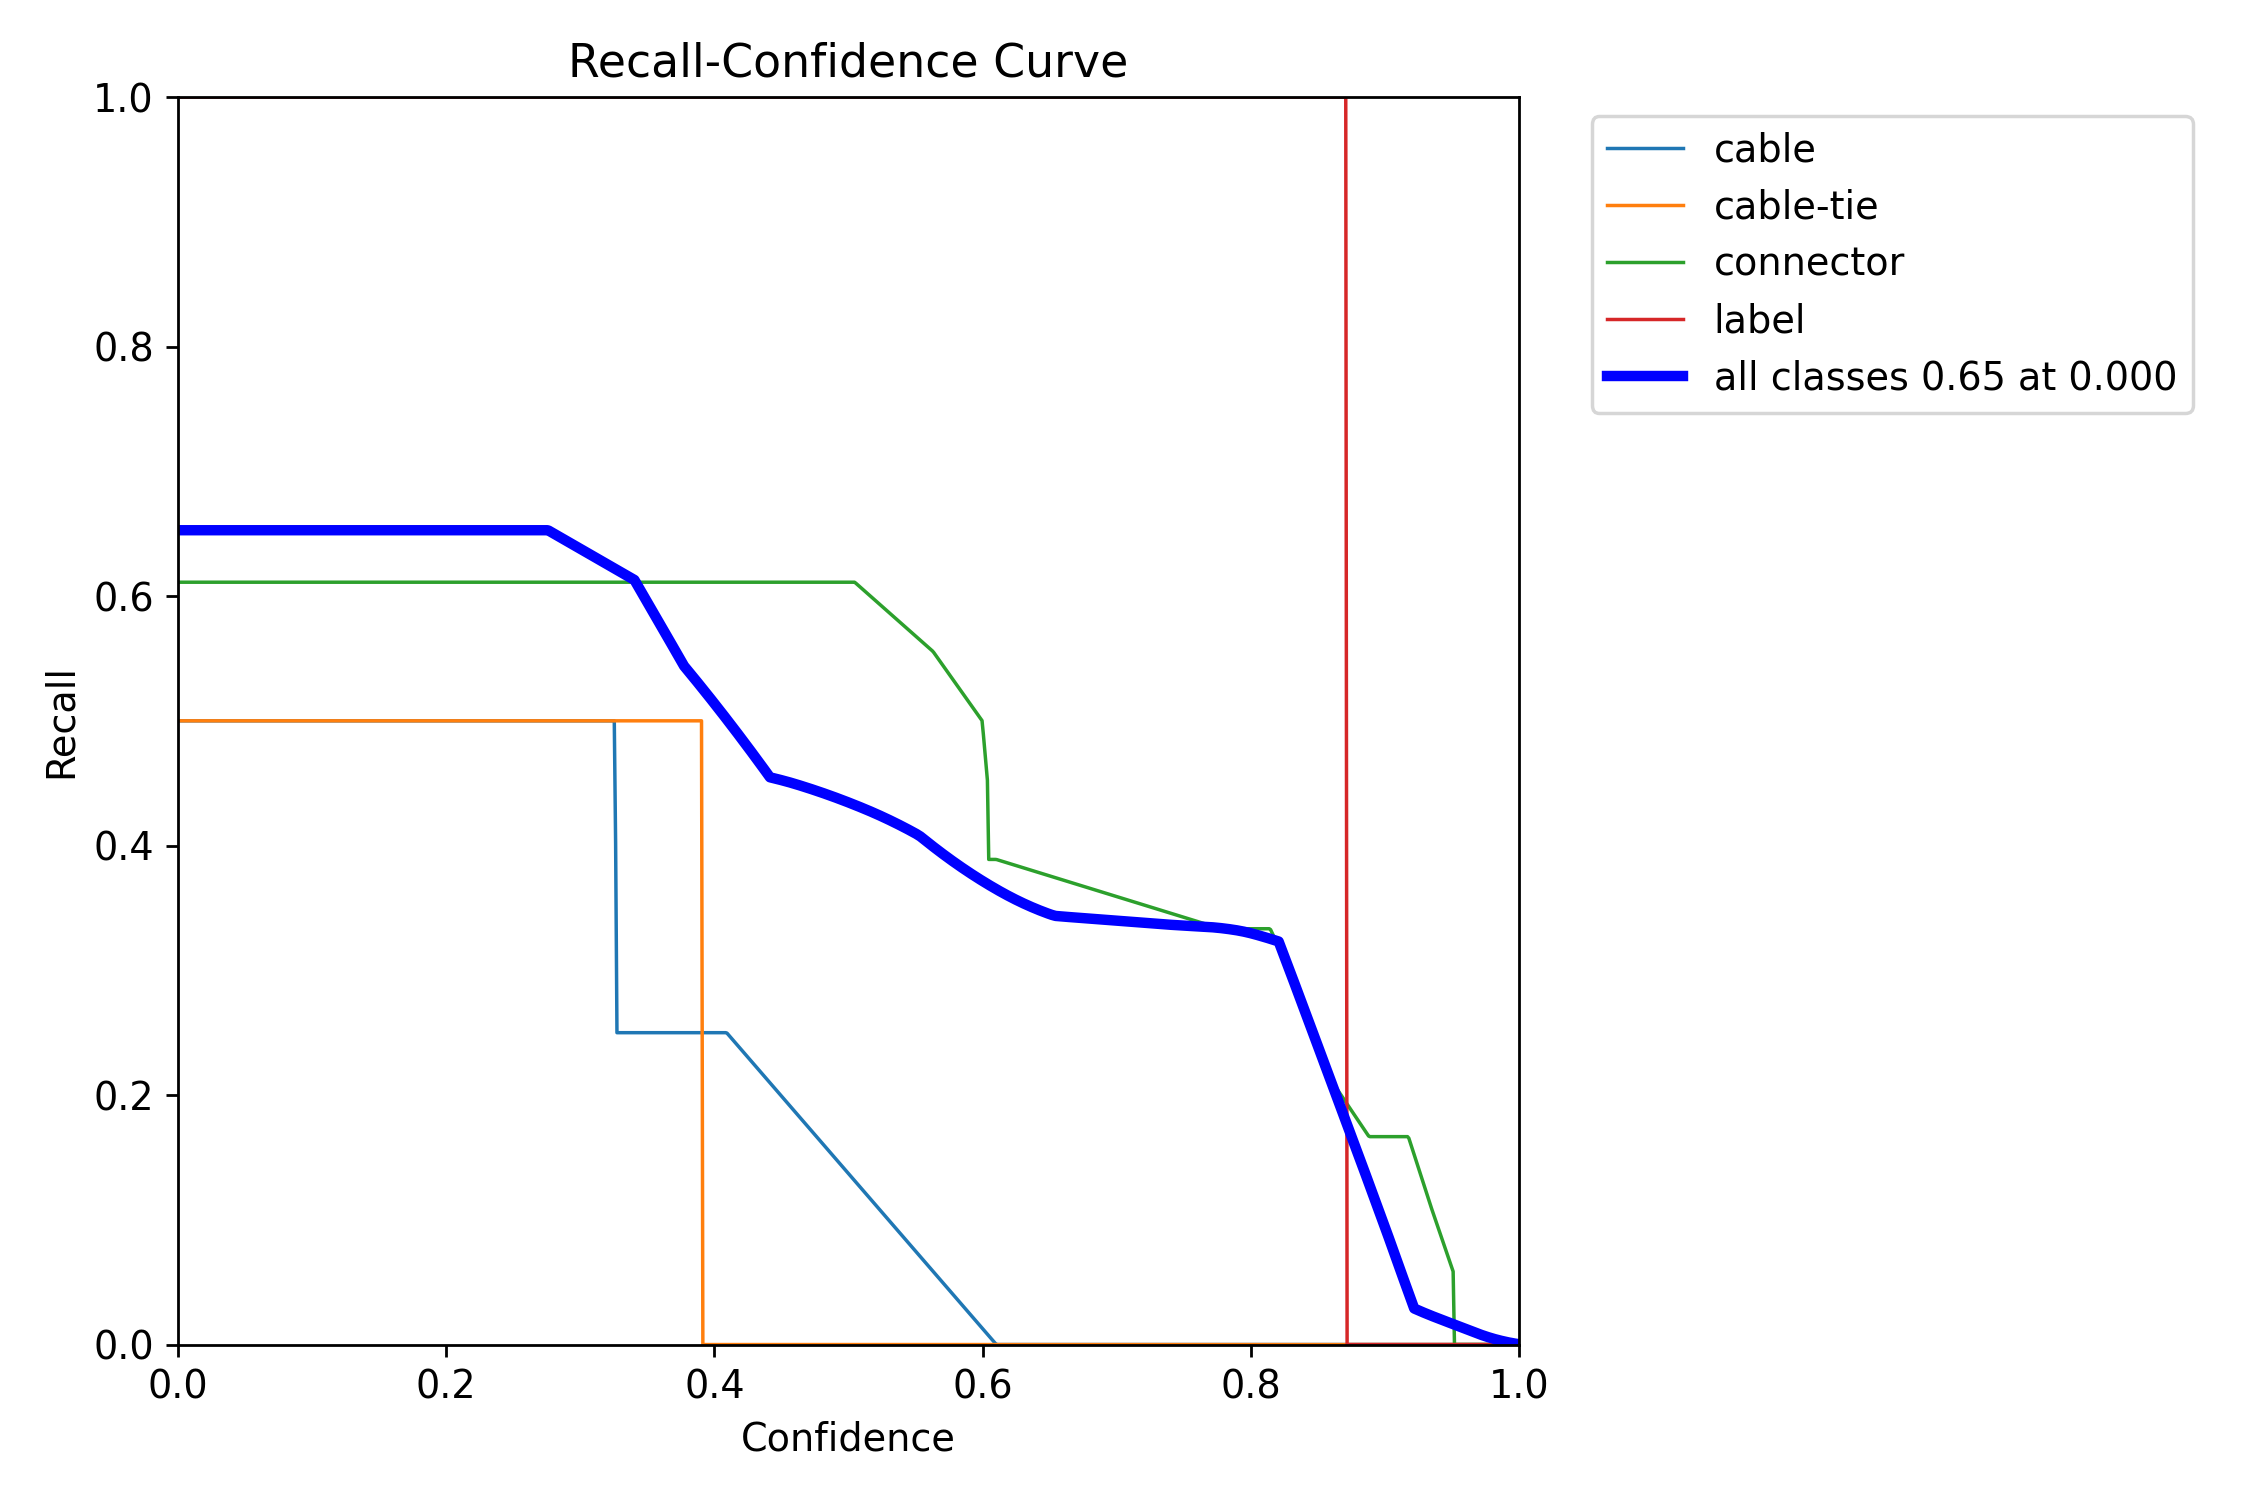 Recall-Confidence Curve
1.0
0.8
0.6
0.4
0.2
0.0
Recall
0.0 0.2 0.4 0.6 0.8 1.0
Confidence
cable
cable-tie
connector
label
all classes 0.65 at 0.000